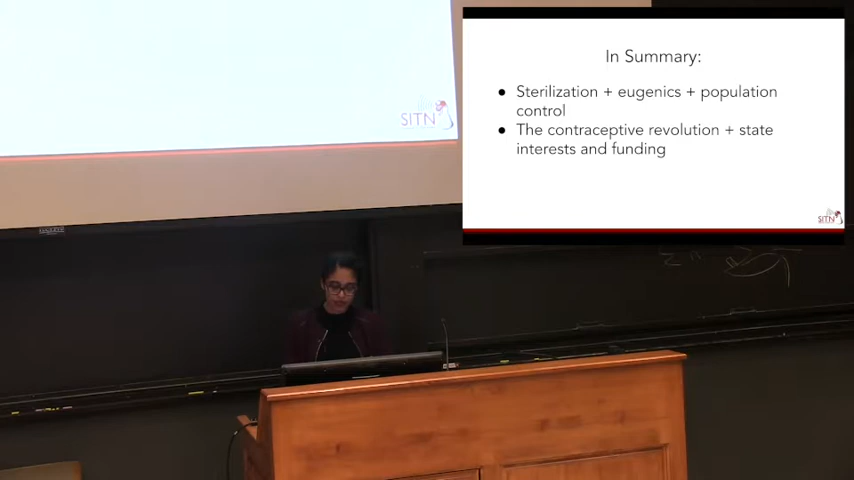 SITN
In Summary:
● Sterilization + eugenics + population
control
● The contraceptive revolution + state
interests and funding
SITN